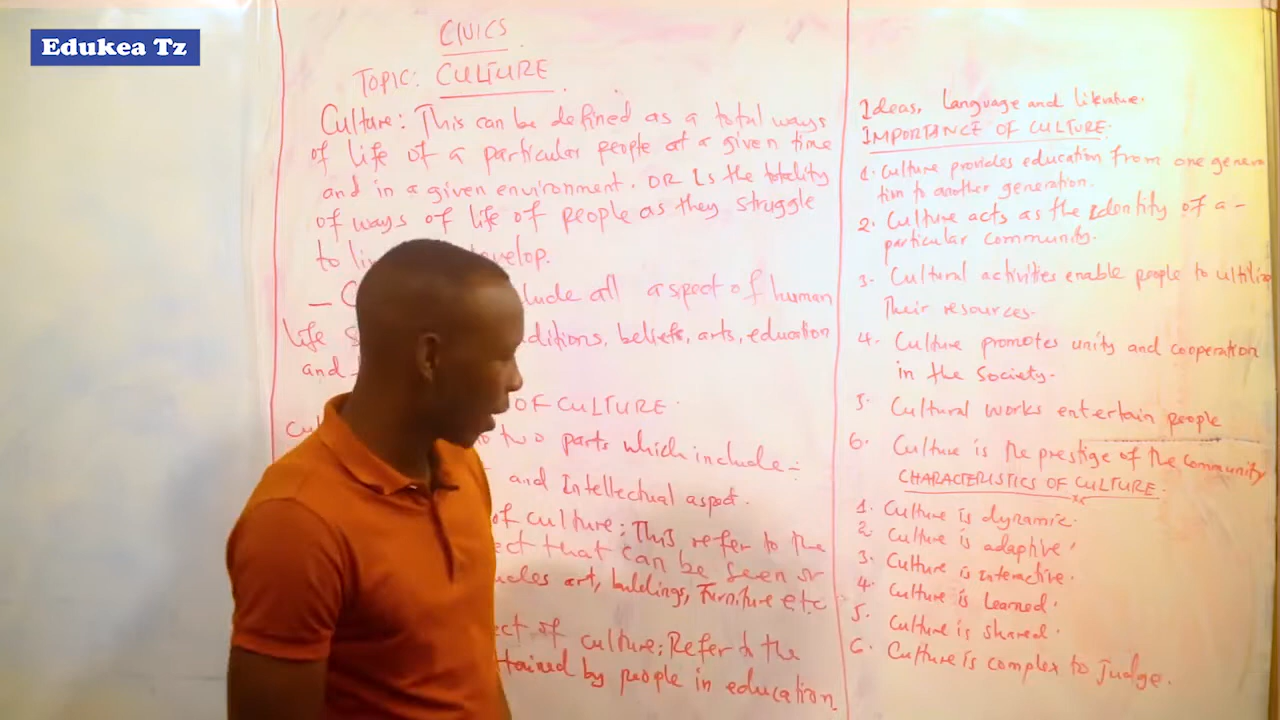 Edukea Tz
CIVICS
TOPIC: CULTURE.
Culture: This can be defined as a total ways
of life of a particular people at a given time
and in a given environment. OR Is the totality
of ways of life of people as they struggle
to velop.
all aspect of human
life ditions, beliefs, arts, education
and
OF CULTURE.
two parts which include:-
and Intellectual aspect.
of culture: This refer to the
ect that can be seen or
art, buildings, Furniture etc
ect of culture: Refer to the
by people in education
Ideas, Language and literature.
IMPORTANCE OF CULTURE:
1. Culture provides education from one genera
tion to another generation.
2. Culture acts as the Identity of a -
particular community.
3. Cultural activities enable people to ultiliz
Their resources.
4. Culture promotes unity and cooperation
in the Society.
5. Cultural works entertain people
6. Culture is the prestige of the community
CHARACTERISTICS OF CULTURE.
1. Culture is dynamic.
2. Culture is adaptive.
3. Culture is interactive.
4. Culture is Learned.
5. Culture is shared.
6. Culture is complex to Judge.